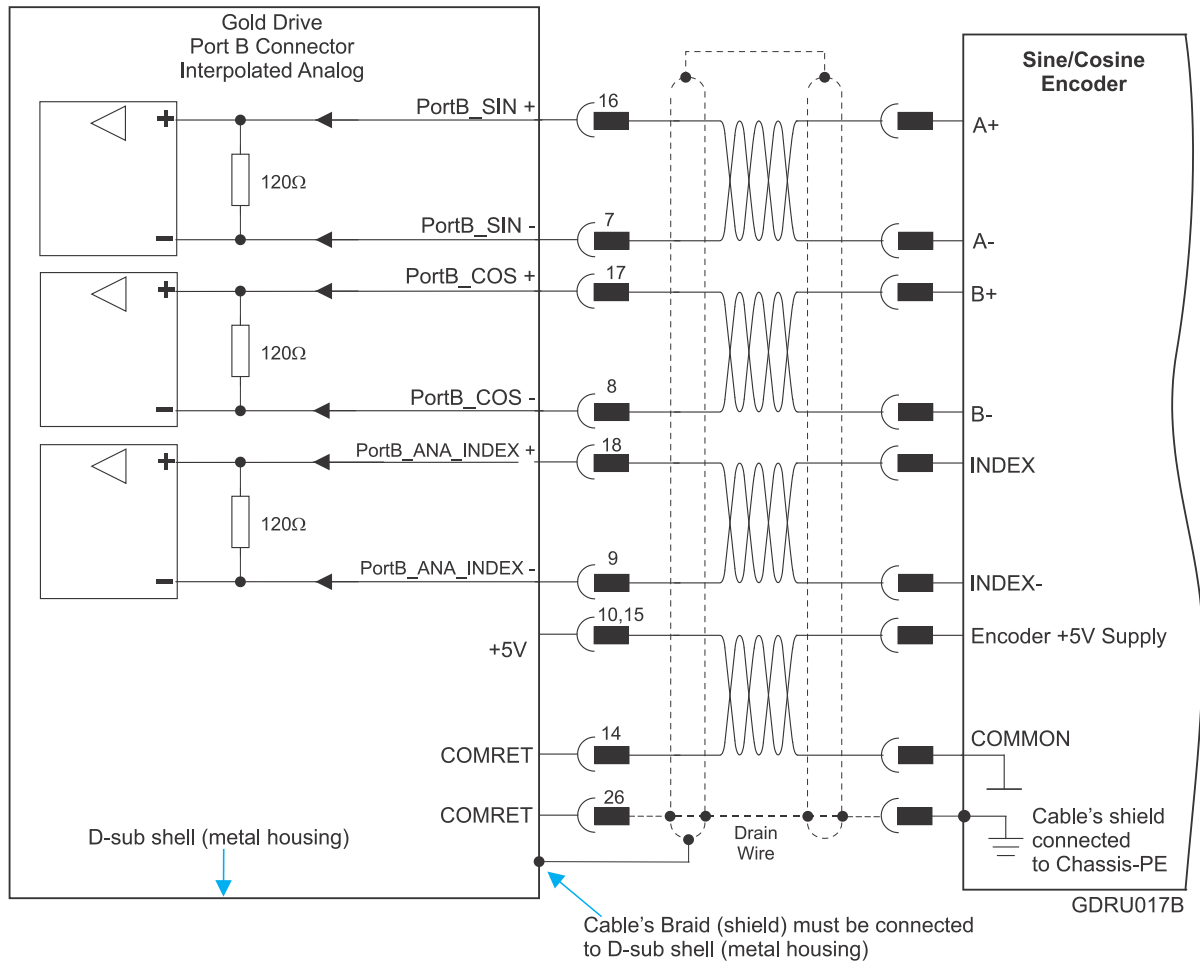 Gold Drive
Port B Connector
Interpolated Analog
Sine/Cosine
Encoder
PortB_SIN +
16
A+
+
120Ω
PortB_SIN -
7
A-
-
PortB_COS +
17
B+
+
120Ω
PortB_COS -
8
B-
-
PortB_ANA_INDEX +
18
INDEX
+
120Ω
PortB_ANA_INDEX -
9
INDEX-
-
+5V
10,15
Encoder +5V Supply
COMRET
14
COMMON
COMRET
26
Drain
Wire
Cable's shield
connected
to Chassis-PE
D-sub shell (metal housing)
GDRU017B
Cable's Braid (shield) must be connected
to D-sub shell (metal housing)